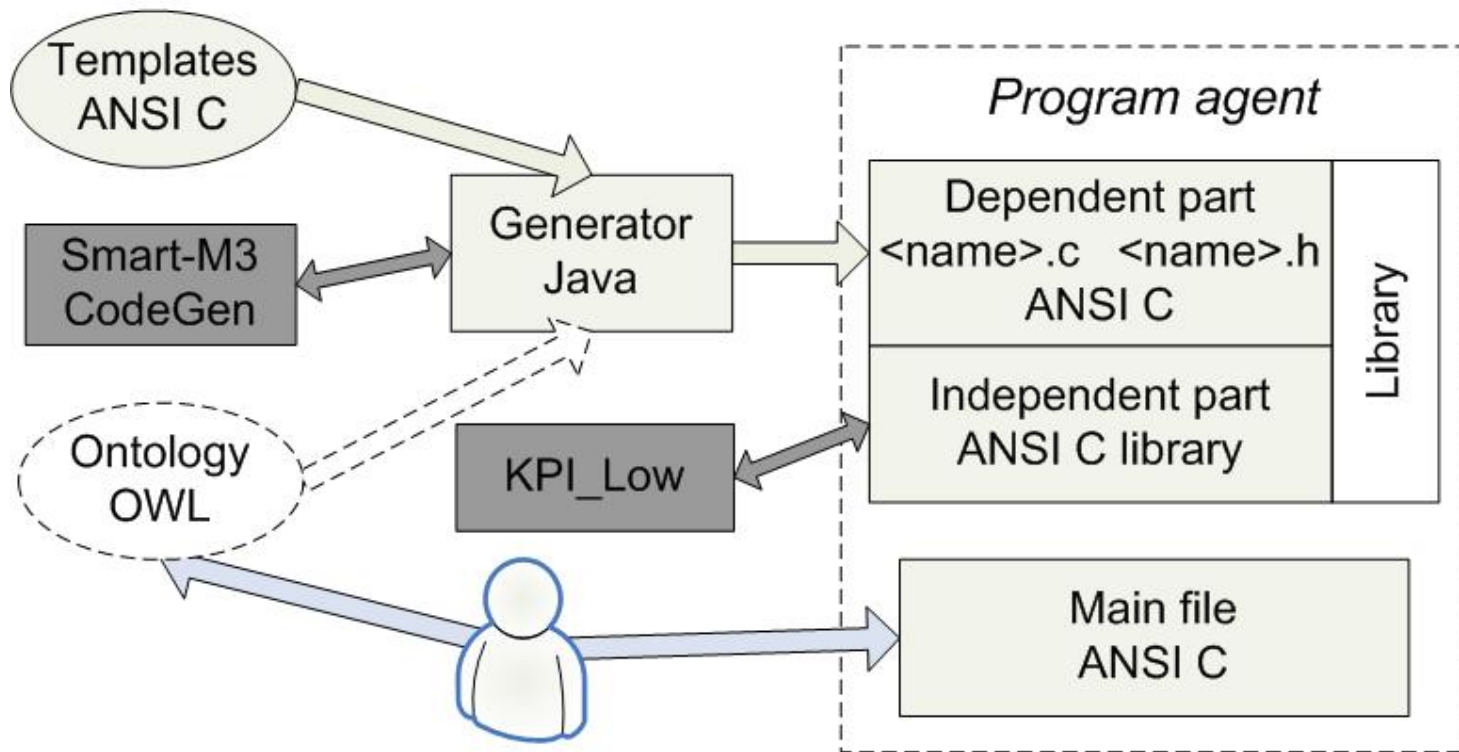 Templates
ANSI C
Program agent
Generator
Java
Dependent part
<name>.c <name>.h
ANSI C
Library
Smart-M3
CodeGen
Independent part
ANSI C library
KPI_Low
Ontology
OWL
Main file
ANSI C